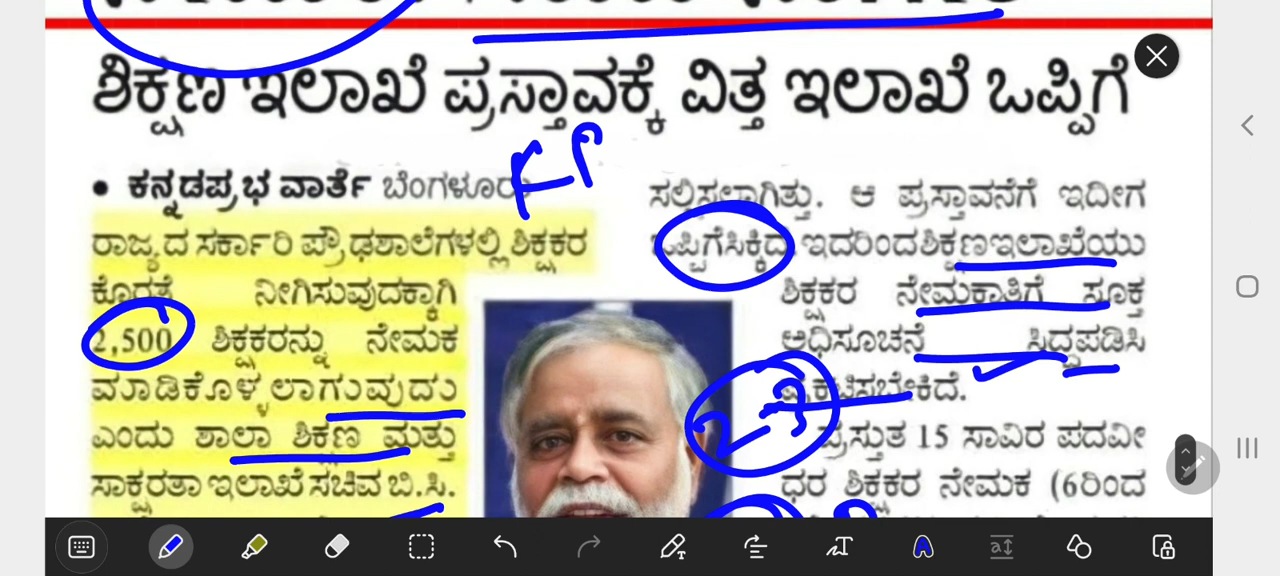 ಶಿಕ್ಷಣ ಇಲಾಖೆ ಪ್ರಸ್ತಾವಕ್ಕೆ ವಿತ್ತ ಇಲಾಖೆ ಒಪ್ಪಿಗೆ
• ಕನ್ನಡಪ್ರಭ ವಾರ್ತೆ ಬೆಂಗಳೂರು
ರಾಜ್ಯದ ಸರ್ಕಾರಿ ಪ್ರೌಢಶಾಲೆಗಳಲ್ಲಿ ಶಿಕ್ಷಕರ
ಕೊರತೆ ನೀಗಿಸುವುದಕ್ಕಾಗಿ
2,500 ಶಿಕ್ಷಕರನ್ನು ನೇಮಕ
ಮಾಡಿಕೊಳ್ಳಲಾಗುವುದು
ಎಂದು ಶಾಲಾ ಶಿಕ್ಷಣ ಮತ್ತು
ಸಾಕ್ಷರತಾ ಇಲಾಖೆ ಸಚಿವ ಬಿ.ಸಿ.
ಸಲ್ಲಿಸಲಾಗಿತ್ತು. ಆ ಪ್ರಸ್ತಾವನೆಗೆ ಇದೀಗ
ಒಪ್ಪಿಗೆಸಿಕ್ಕಿದ್ದು ಇದರಿಂದ ಶಿಕ್ಷಣ ಇಲಾಖೆಯು
ಶಿಕ್ಷಕರ ನೇಮಕಾತಿಗೆ ಸೂಕ್ತ
ಅಧಿಸೂಚನೆ ಸಿದ್ಧಪಡಿಸಿ
ಪ್ರಕಟಿಸಬೇಕಿದೆ.
ಪ್ರಸ್ತುತ 15 ಸಾವಿರ ಪದವೀ
ಧರ ಶಿಕ್ಷಕರ ನೇಮಕ (6ರಿಂದ